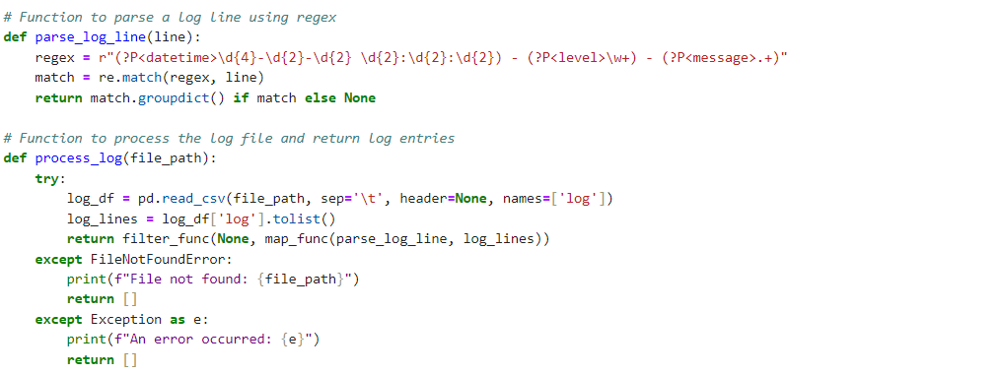 # Function to parse a log line using regex
def parse_log_line(line):
    regex = r"(?P<datetime>\d{4}-\d{2}-\d{2} \d{2}:\d{2}:\d{2}) - (?P<level>\w+) - (?P<message>.+)"
    match = re.match(regex, line)
    return match.groupdict() if match else None

# Function to process the log file and return log entries
def process_log(file_path):
    try:
        log_df = pd.read_csv(file_path, sep='\t', header=None, names=['log'])
        log_lines = log_df['log'].tolist()
        return filter_func(None, map_func(parse_log_line, log_lines))
    except FileNotFoundError:
        print(f"File not found: {file_path}")
        return []
    except Exception as e:
        print(f"An error occurred: {e}")
        return []